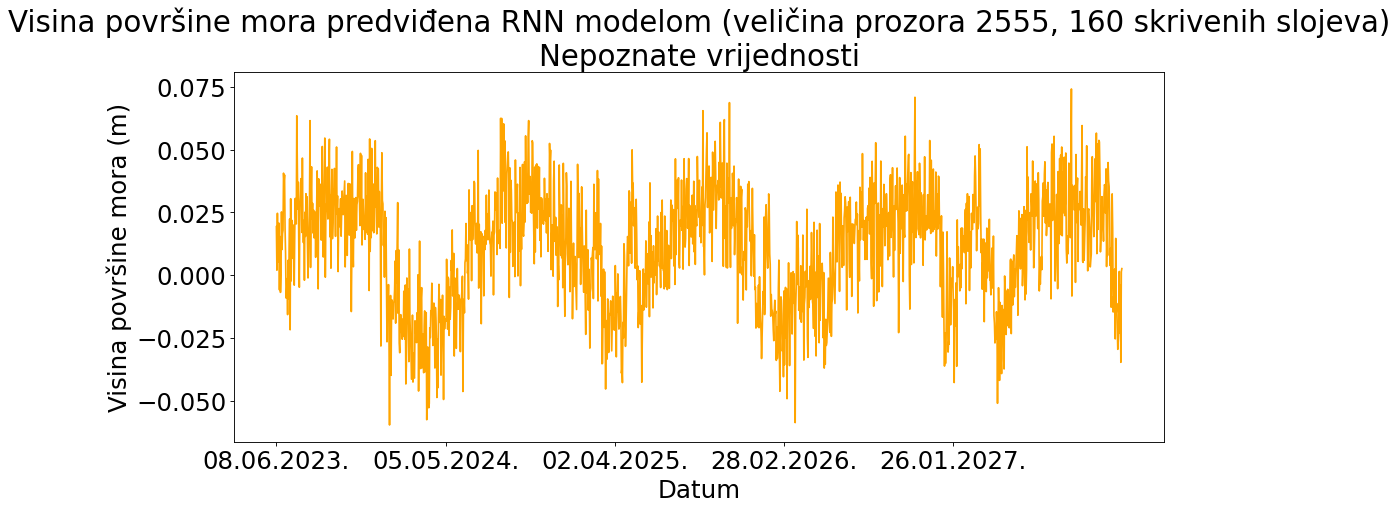 Visina površine mora predviđena RNN modelom (veličina prozora 2555, 160 skrivenih slojeva)
Nepoznate vrijednosti
Visina površine mora (m)
0.075
0.050
0.025
0.000
−0.025
−0.050
08.06.2023. 05.05.2024. 02.04.2025. 28.02.2026. 26.01.2027.
Datum